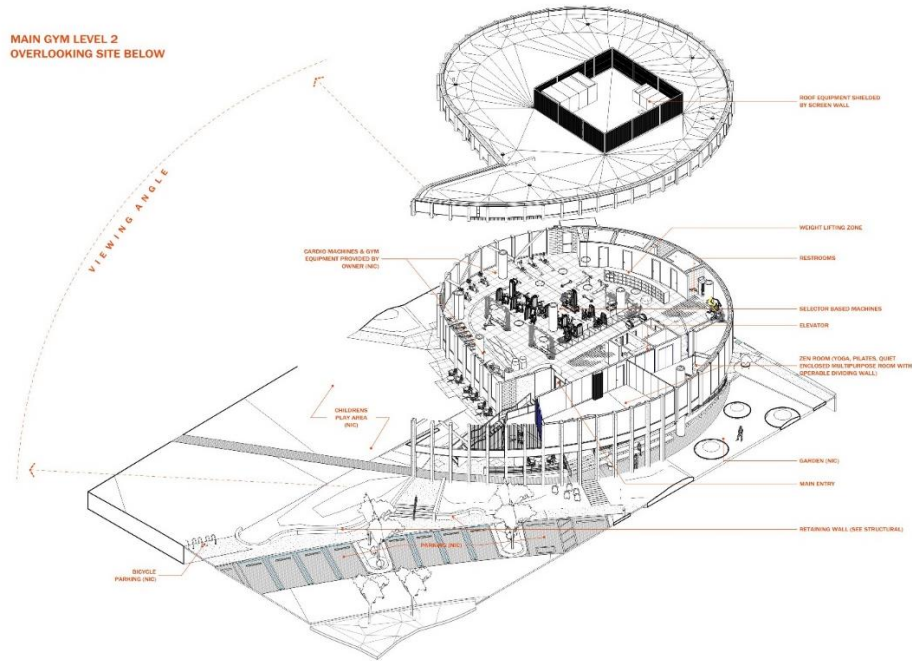 MAIN GYM LEVEL 2
OVERLOOKING SITE BELOW
ROOF EQUIPMENT SHIELDED
BY SCREEN WALL
VIEWING ANGLE
WEIGHT LIFTING ZONE
CARDIO MACHINES & GYM
EQUIPMENT PROVIDED BY
OWNER (NIC)
RESTROOMS
SELECTOR BASED MACHINES
ELEVATOR
ZEN ROOM (YOGA, PILATES, QUIET
ENCLOSED MULTIPURPOSE ROOM WITH
OPERABLE DIVIDING WALL)
CHILDRENS
PLAY AREA
(NIC)
GARDEN (NIC)
MAIN ENTRY
RETAINING WALL (SEE STRUCTURAL)
PARKING (NIC)
BICYCLE
PARKING (NIC)